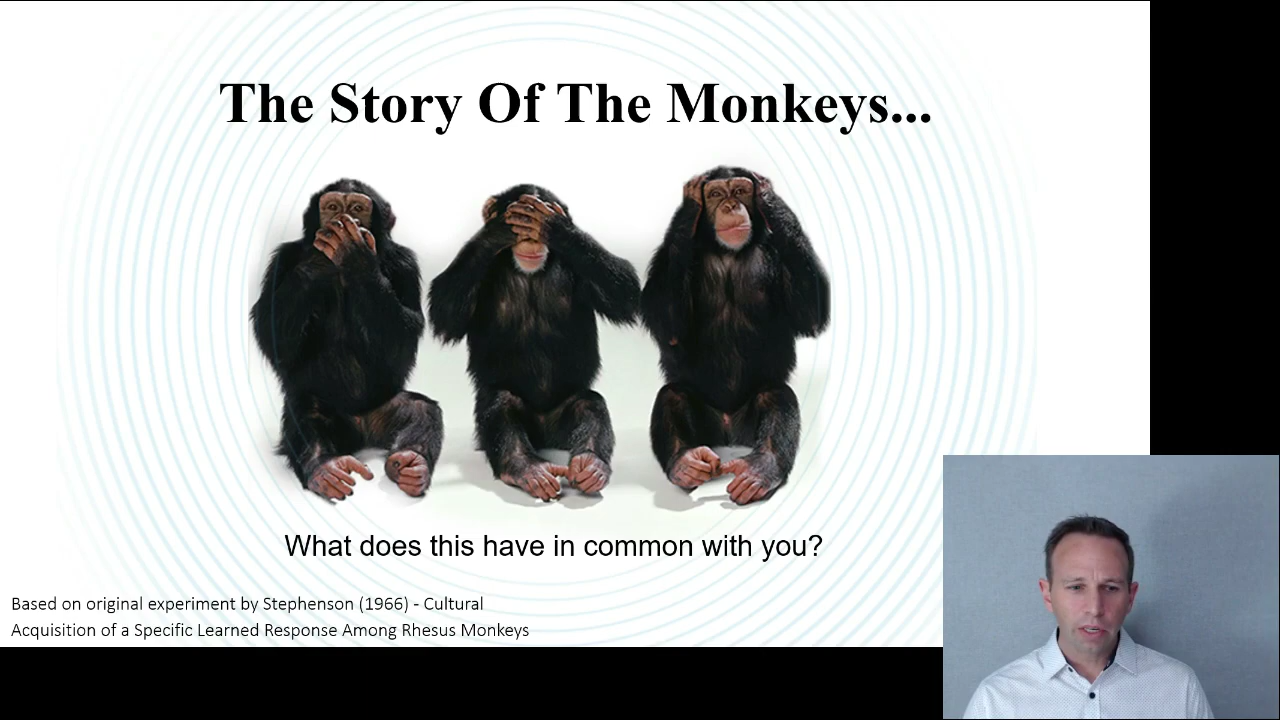 The Story Of The Monkeys...
What does this have in common with you?
Based on original experiment by Stephenson (1966) - Cultural
Acquisition of a Specific Learned Response Among Rhesus Monkeys